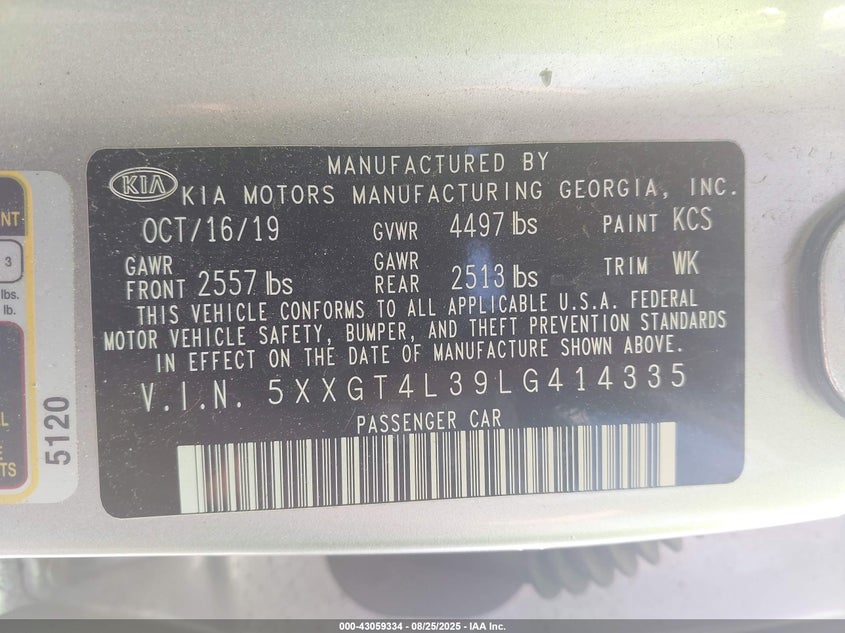 MANUFACTURED BY
KIA KIA MOTORS MANUFACTURING GEORGIA, INC.
OCT/16/19 GVWR 4497 lbs PAINT KCS
GAWR FRONT 2557 lbs GAWR REAR 2513 lbs TRIM WK
THIS VEHICLE CONFORMS TO ALL APPLICABLE U.S.A. FEDERAL
MOTOR VEHICLE SAFETY, BUMPER, AND THEFT PREVENTION STANDARDS
IN EFFECT ON THE DATE OF MANUFACTURE SHOWN ABOVE.
V.I.N. 5XXGT4L39LG414335
PASSENGER CAR
3
lbs.
lb.
5120
000-43059334 - 08/25/2025 - IAA Inc.